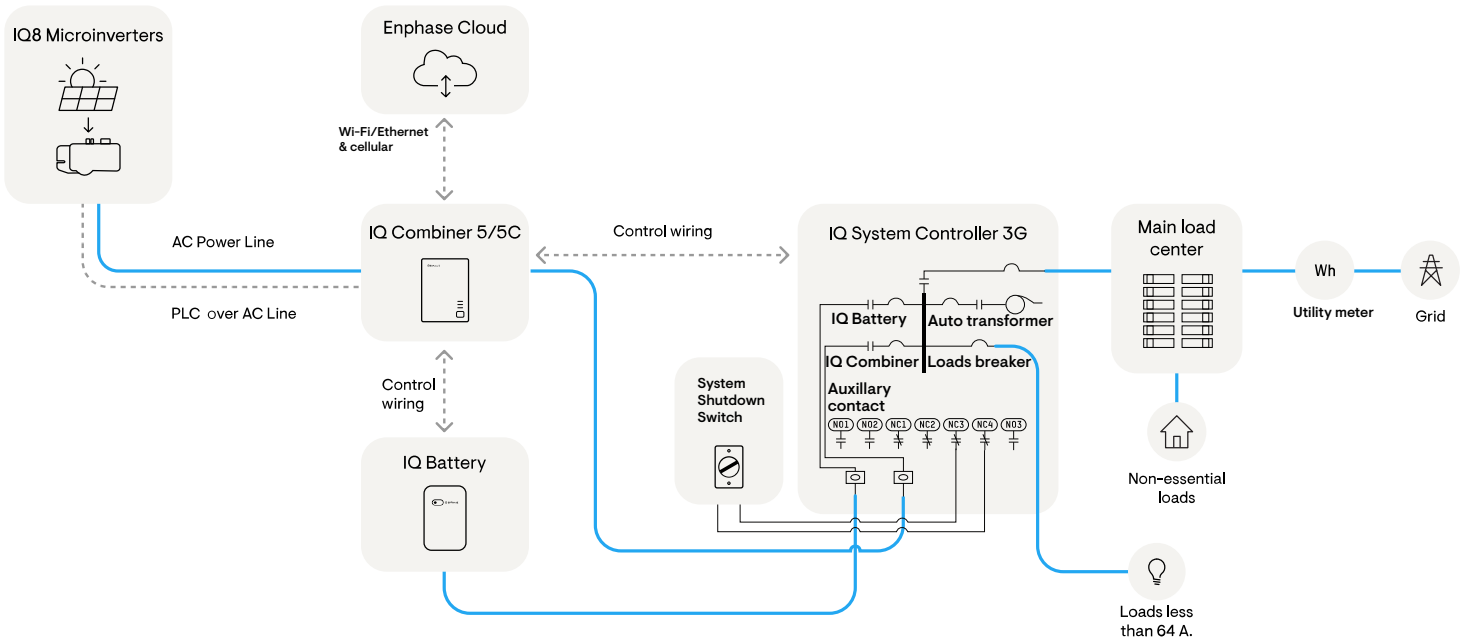 IQ8 Microinverters
Enphase Cloud
Wi-Fi/Ethernet
& cellular
AC Power Line
PLC over AC Line
IQ Combiner 5/5C
Control wiring
IQ System Controller 3G
IQ Battery
Auto transformer
IQ Combiner
Loads breaker
Auxillary
contact
NO1
NO2
NC1
NC2
NC3
NC4
NO3
Main load
center
Wh
Utility meter
Grid
Non-essential
loads
Loads less
than 64 A.
System
Shutdown
Switch
Control
wiring
IQ Battery